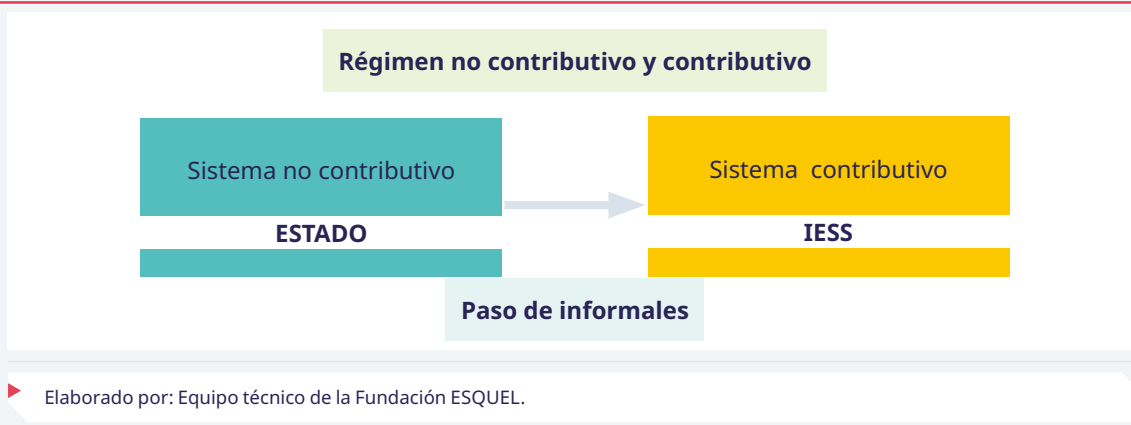 Régimen no contributivo y contributivo
Sistema no contributivo
Sistema contributivo
ESTADO
IESS
Paso de informales
Elaborado por: Equipo técnico de la Fundación ESQUEL.